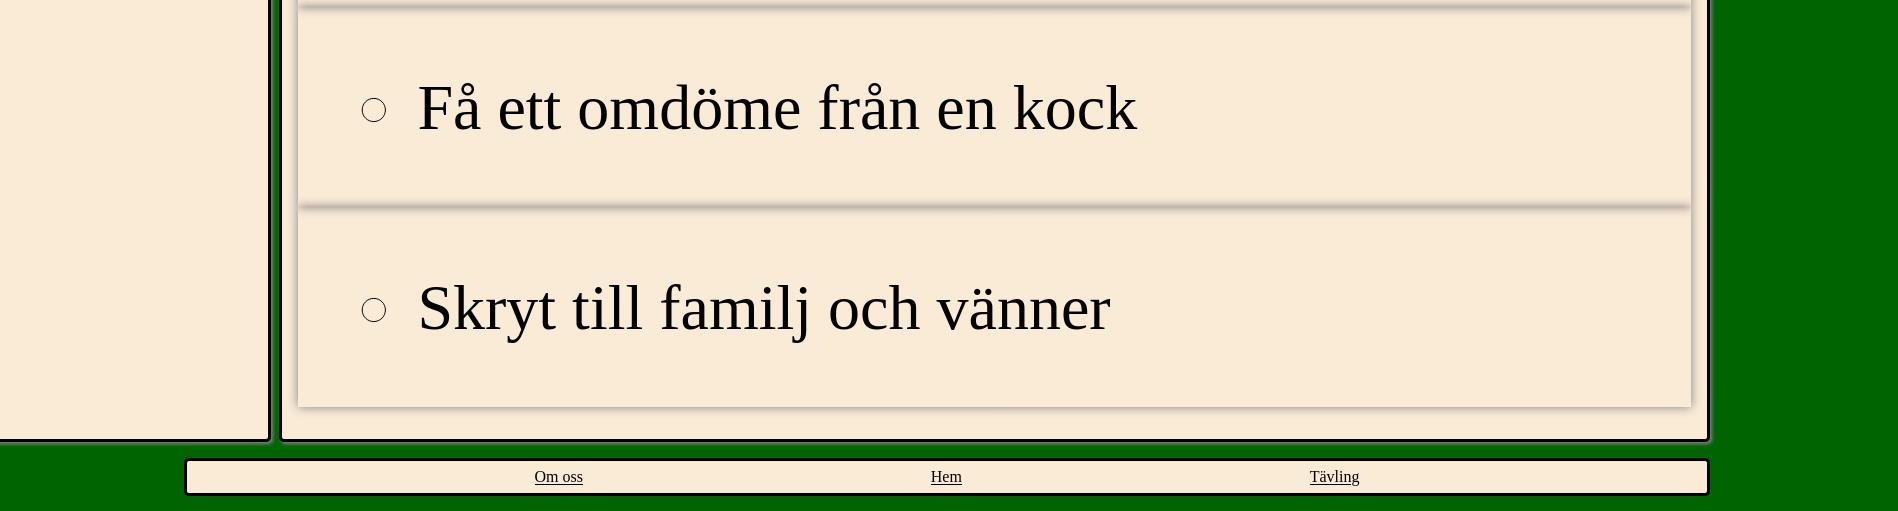 Få ett omdöme från en kock
Skryt till familj och vänner
Om oss Hem Tävling